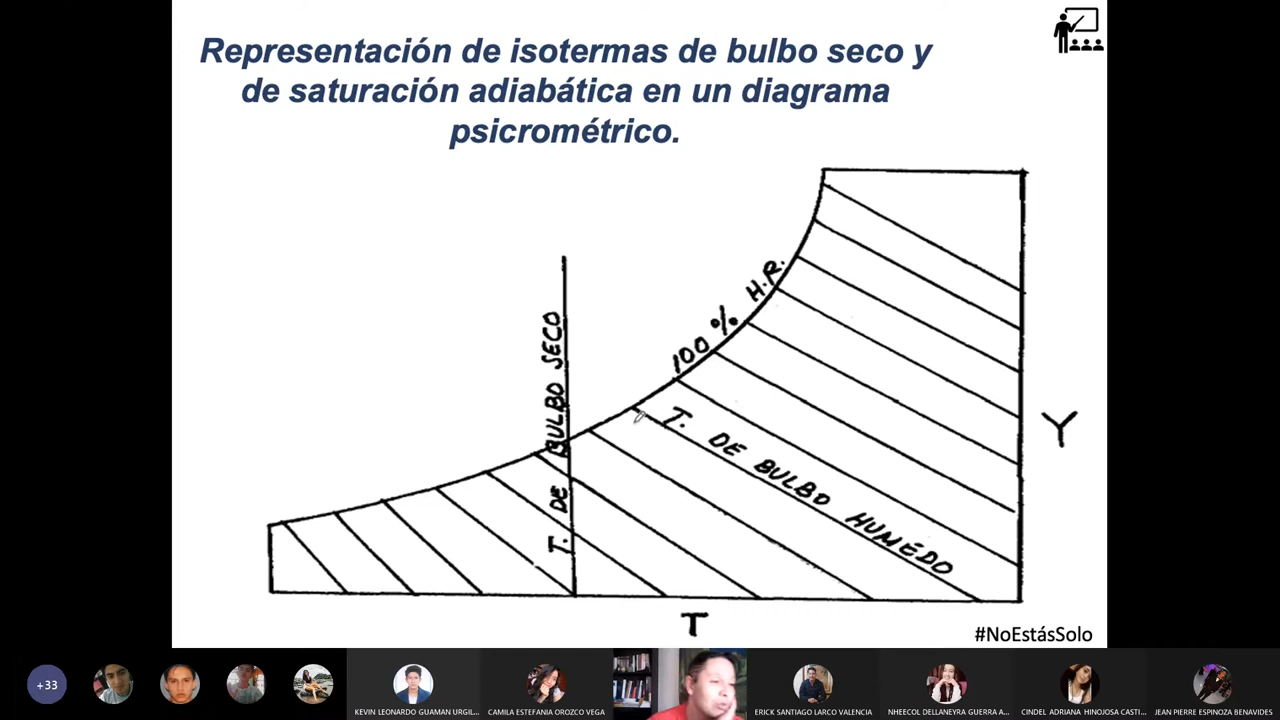 Representación de isotermas de bulbo seco y
de saturación adiabática en un diagrama
psicrométrico.
100 % H.R.
T. DE BULBO SECO
T. DE BULBO HUMÉDO
Y
T
#NoEstásSolo
+33
KEVIN LEONARDO GUAMAN URGIL...
CAMILA ESTEFANIA OROZCO VEGA
ERICK SANTIAGO LARCO VALENCIA
NHEECOL DELLANEYRA GUERRA A...
CINDEL ADRIANA HINOJOSA CASTI...
JEAN PIERRE ESPINOZA BENAVIDES